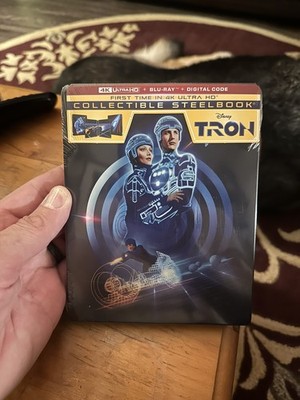 4K ULTRA HD + BLU-RAY + DIGITAL CODE
FIRST TIME IN 4K ULTRA HD
COLLECTIBLE STEELBOOK
Disney
TRON